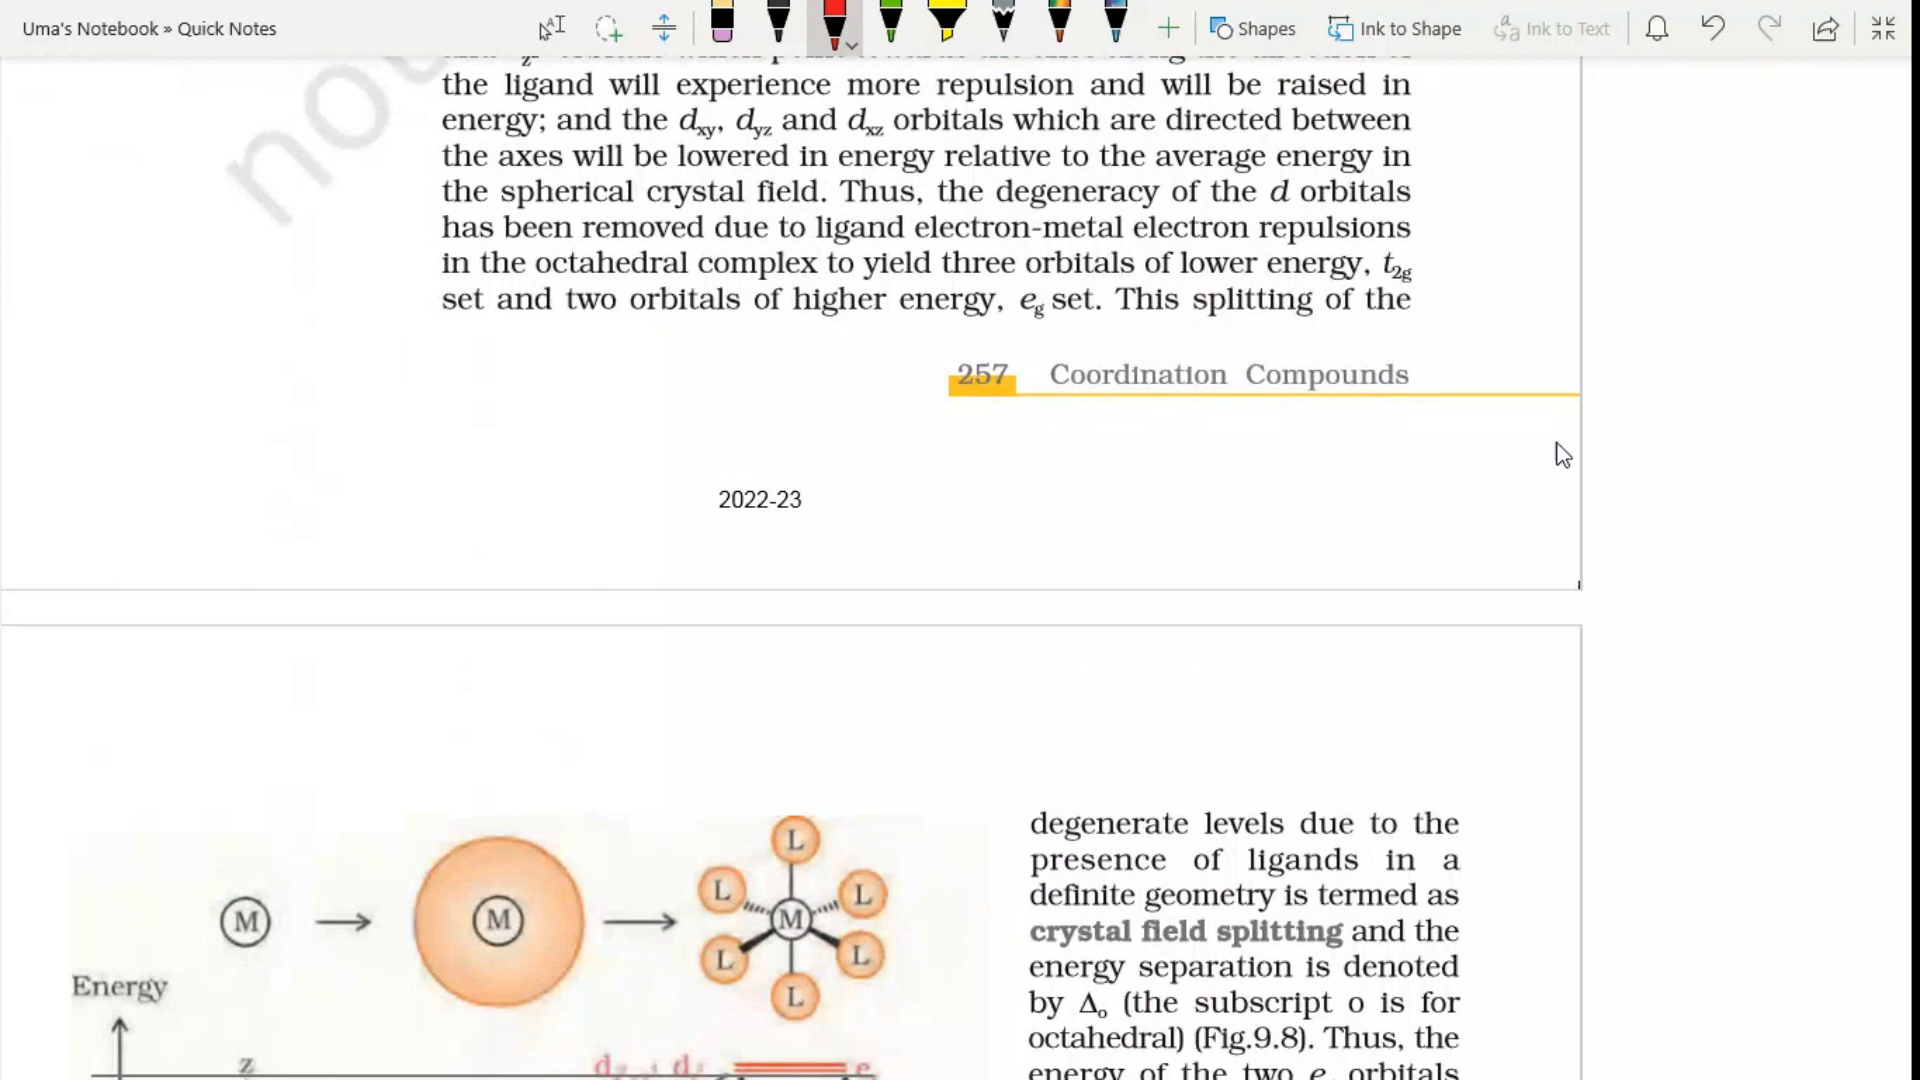 Uma's Notebook » Quick Notes
Shapes
Ink to Shape
Ink to Text
the ligand will experience more repulsion and will be raised in
energy; and the dxy, dyz and dxz orbitals which are directed between
the axes will be lowered in energy relative to the average energy in
the spherical crystal field. Thus, the degeneracy of the d orbitals
has been removed due to ligand electron-metal electron repulsions
in the octahedral complex to yield three orbitals of lower energy, t2g
set and two orbitals of higher energy, eg set. This splitting of the
257 Coordination Compounds
2022-23
M
M
L
L
L
M
L
L
L
Energy
z
degenerate levels due to the
presence of ligands in a
definite geometry is termed as
crystal field splitting and the
energy separation is denoted
by Δo (the subscript o is for
octahedral) (Fig.9.8). Thus, the
energy of the two e orbitals